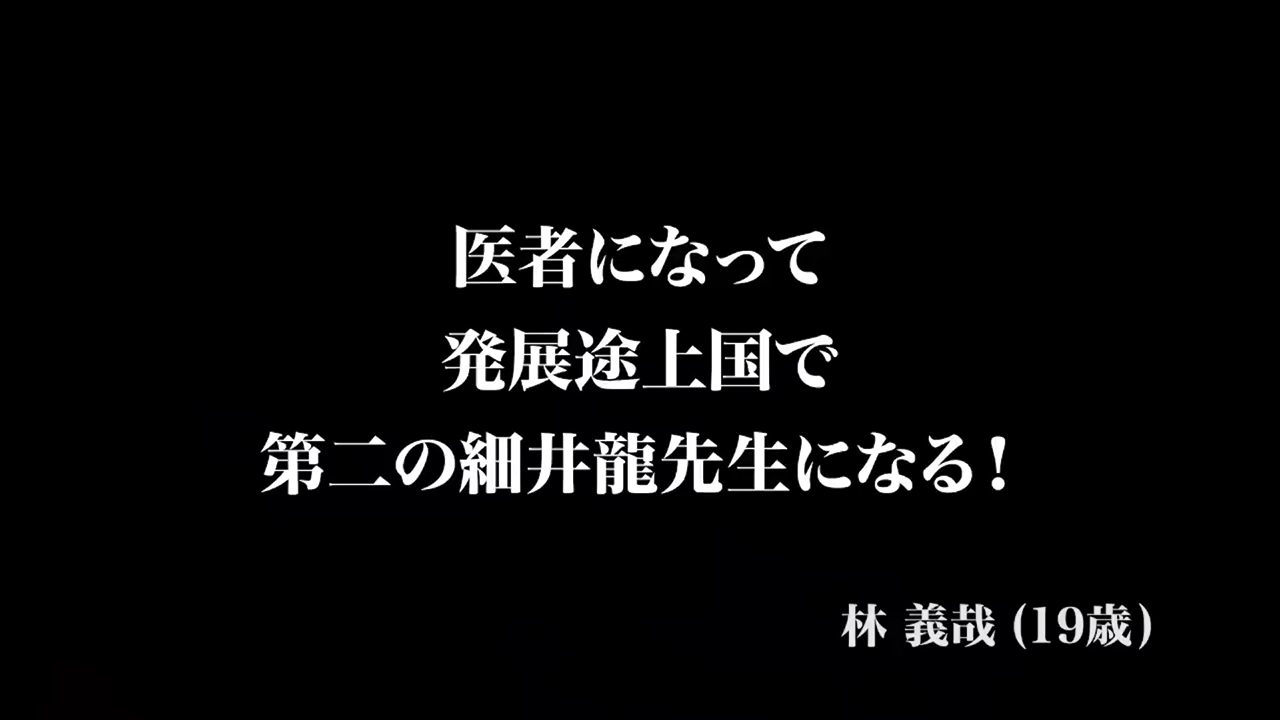 医者になって
発展途上国で
第二の細井龍先生になる！
林 義哉 (19歳)